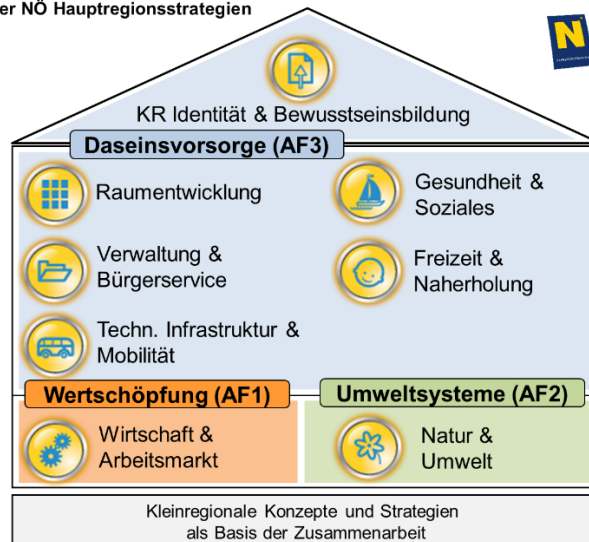 er NÖ Hauptregionsstrategien
N
KR Identität & Bewusstseinsbildung
Daseinsvorsorge (AF3)
Raumentwicklung
Gesundheit &
Soziales
Verwaltung &
Bürgerservice
Freizeit &
Naherholung
Techn. Infrastruktur &
Mobilität
Wertschöpfung (AF1)
Umweltsysteme (AF2)
Wirtschaft &
Arbeitsmarkt
Natur &
Umwelt
Kleinregionale Konzepte und Strategien
als Basis der Zusammenarbeit